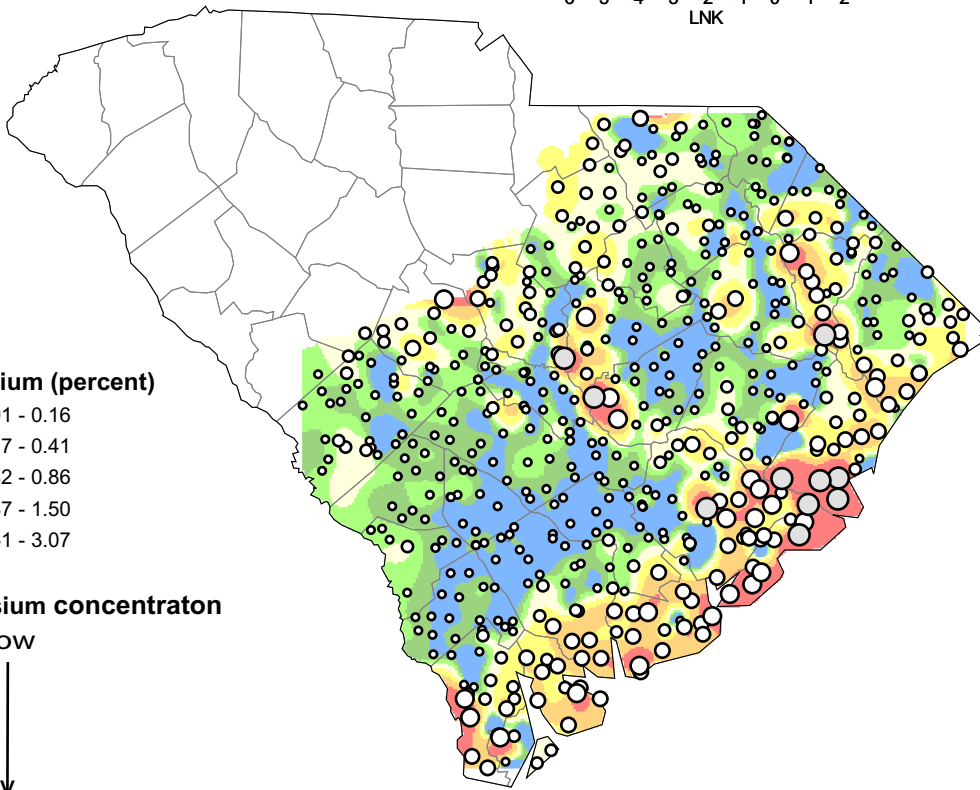 LNK
ium (percent)
1 - 0.16
7 - 0.41
2 - 0.86
7 - 1.50
1 - 3.07
sium concentraton
ow